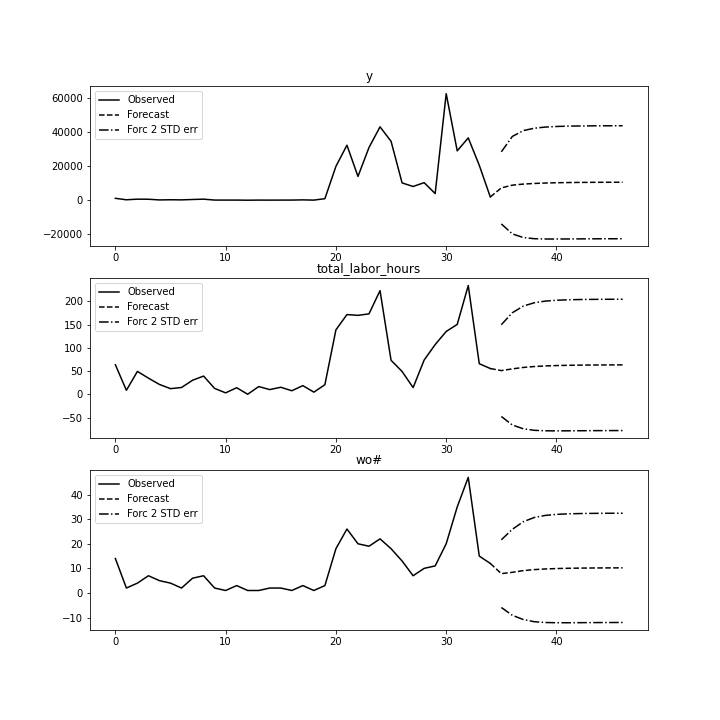 y
60000
40000
20000
0
−20000
Observed
Forecast
Forc 2 STD err
0 10 20 30 40
total_labor_hours
200
150
100
50
0
−50
Observed
Forecast
Forc 2 STD err
0 10 20 30 40
wo#
40
30
20
10
0
−10
Observed
Forecast
Forc 2 STD err
0 10 20 30 40